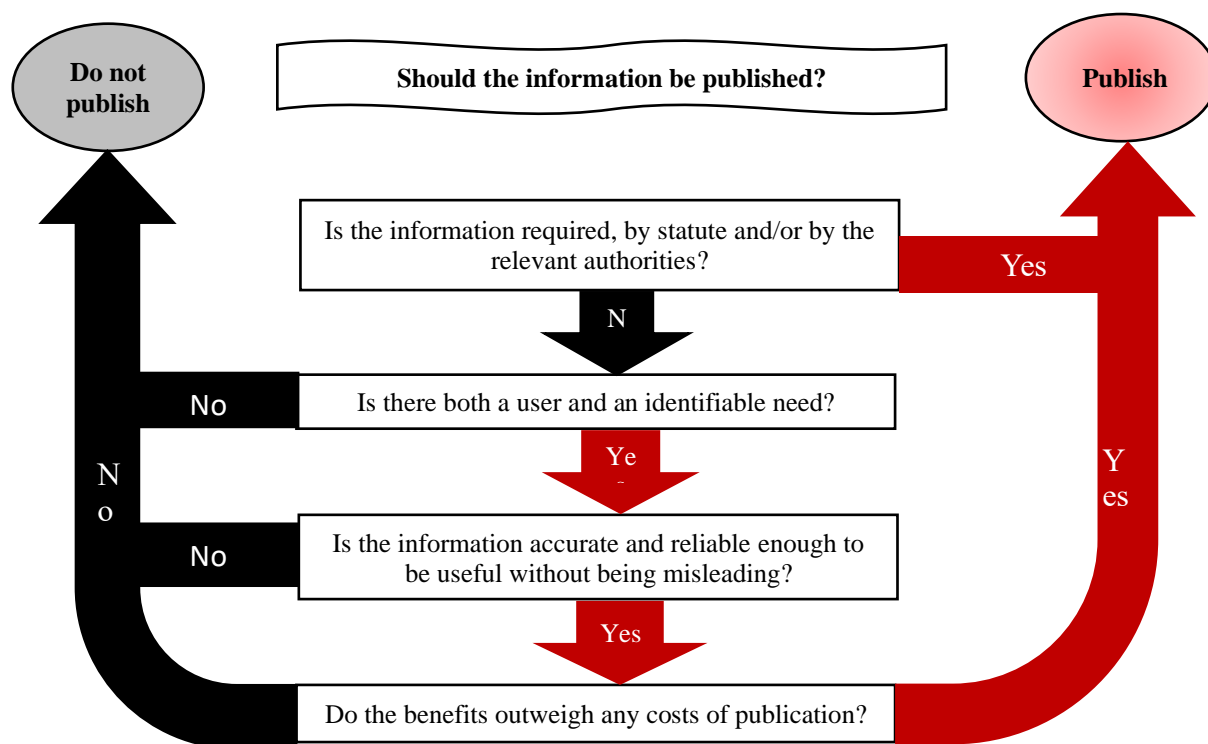 Do not
publish
Should the information be published?
Publish
Is the information required, by statute and/or by the
relevant authorities?
Yes
N
No
Is there both a user and an identifiable need?
Ye
N
o
Y
es
No
Is the information accurate and reliable enough to
be useful without being misleading?
Yes
Do the benefits outweigh any costs of publication?